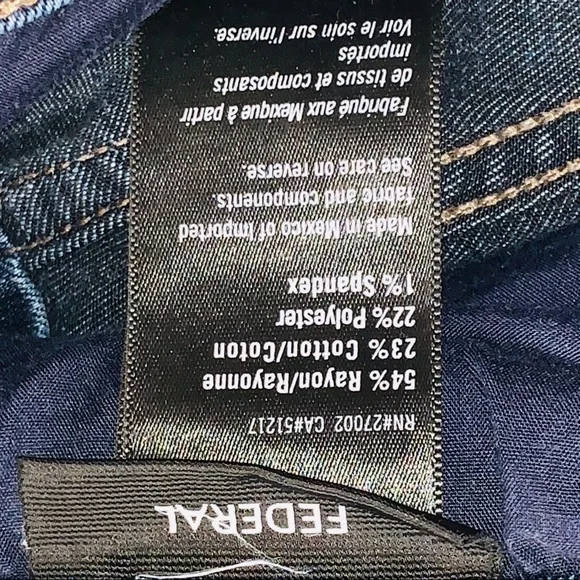 FEDERAL
RN#27002 CA#51217
54% Rayon/Rayonne
23% Cotton/Coton
22% Polyester
1% Spandex
Made in Mexico of Imported
fabric and components.
See care on reverse.
Fabriqué aux Mexique à partir
de tissus et composants
importés
Voir le soin sur l'inverse.